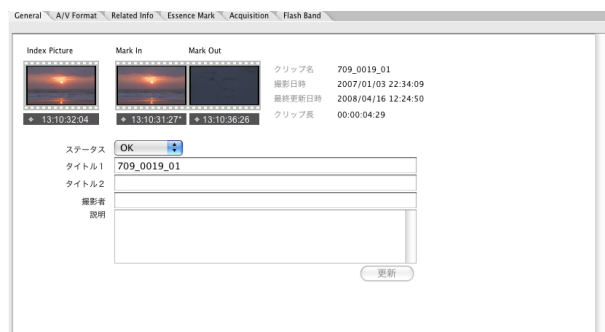 General A/V Format Related Info Essence Mark Acquisition Flash Band
Index Picture Mark In Mark Out
クリップ名 709_0019_01
撮影日時 2007/01/03 22:34:09
最終更新日時 2008/04/16 12:24:50
クリップ長 00:00:04:29
13:10:32:04 13:10:31:27* 13:10:36:26
ステータス OK
タイトル1 709_0019_01
タイトル2
撮影者
説明
更新